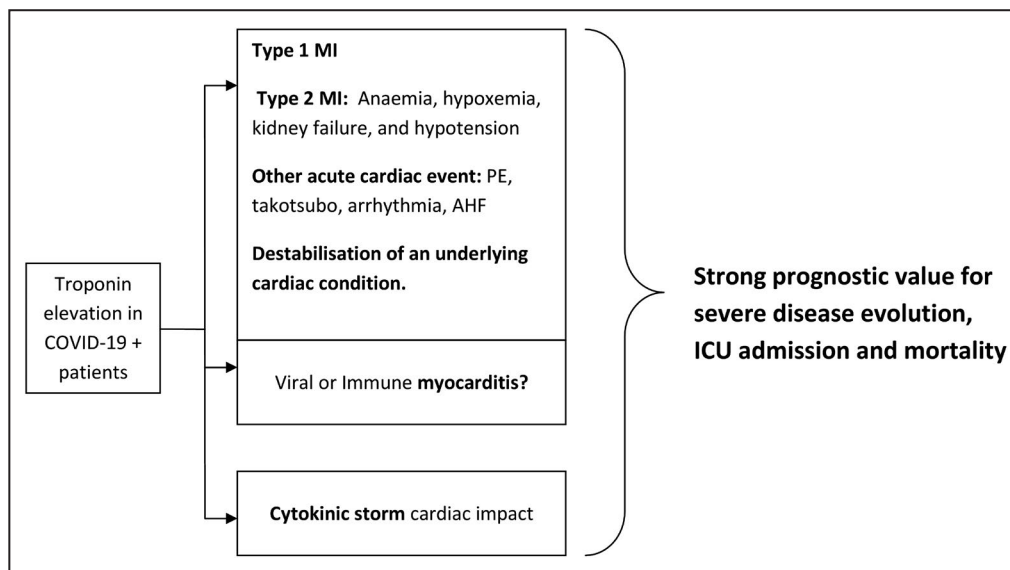 Troponin
elevation in
COVID-19 +
patients
Type 1 MI
Type 2 MI: Anaemia, hypoxemia,
kidney failure, and hypotension
Other acute cardiac event: PE,
takotsubo, arrhythmia, AHF
Destabilisation of an underlying
cardiac condition.
Viral or Immune myocarditis?
Cytokinic storm cardiac impact
Strong prognostic value for
severe disease evolution,
ICU admission and mortality